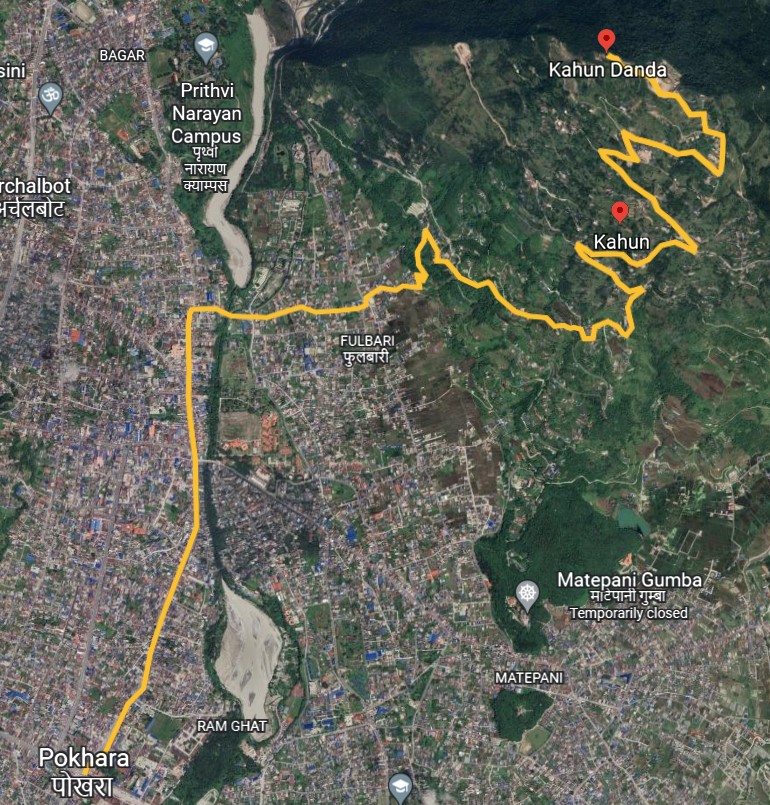 BAGAR
sini
Prithvi
Narayan
Campus
पृथ्वी
नारायण
क्याम्पस
ॐ
rchalbot
अर्चलबोट
Kahun Danda
Kahun
FULBARI
फुलबारी
Matepani Gumba
माटेपानी गुम्बा
Temporarily closed
MATEPANI
RAM GHAT
Pokhara
पोखरा